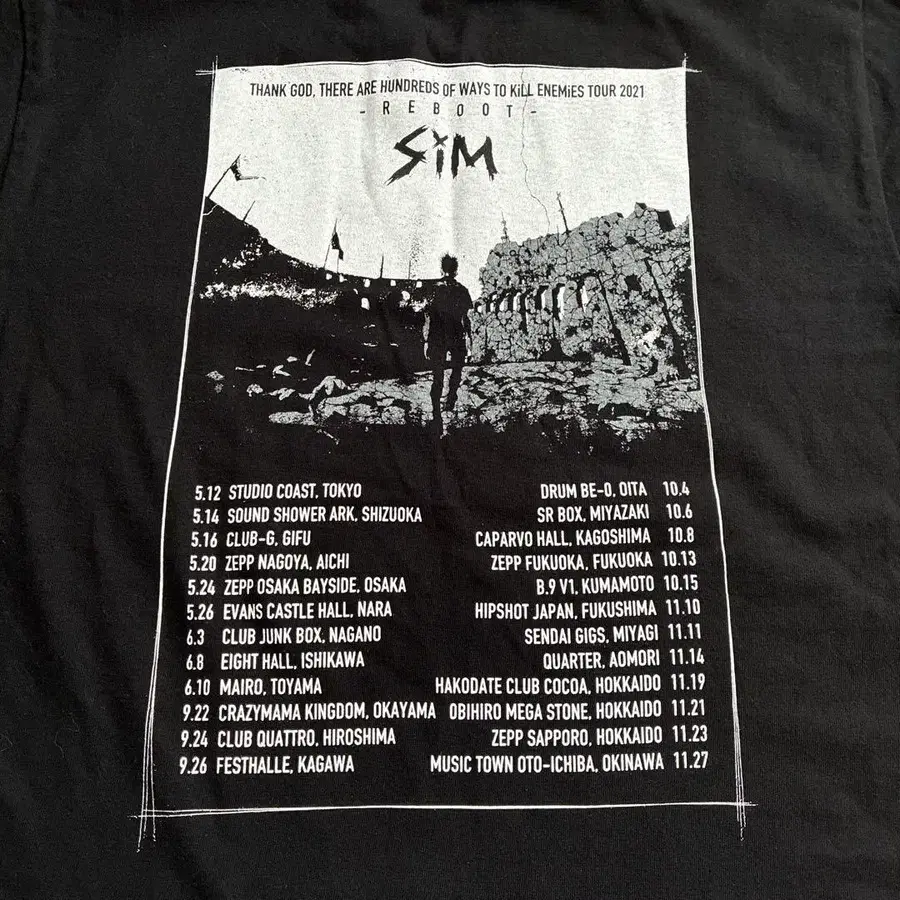 THANK GOD, THERE ARE HUNDREDS OF WAYS TO KiLL ENEMiES TOUR 2021
- R E B O O T -
SiM
5.12 STUDIO COAST, TOKYO
5.14 SOUND SHOWER ARK, SHIZUOKA
5.16 CLUB-G, GIFU
5.20 ZEPP NAGOYA, AICHI
5.24 ZEPP OSAKA BAYSIDE, OSAKA
5.26 EVANS CASTLE HALL, NARA
6.3 CLUB JUNK BOX, NAGANO
6.8 EIGHT HALL, ISHIKAWA
6.10 MAIRO, TOYAMA
9.22 CRAZYMAMA KINGDOM, OKAYAMA
9.24 CLUB QUATTRO, HIROSHIMA
9.26 FESTHALLE, KAGAWA
DRUM BE-0, OITA 10.4
SR BOX, MIYAZAKI 10.6
CAPARVO HALL, KAGOSHIMA 10.8
ZEPP FUKUOKA, FUKUOKA 10.13
B.9 V1, KUMAMOTO 10.15
HIPSHOT JAPAN, FUKUSHIMA 11.10
SENDAI GIGS, MIYAGI 11.11
QUARTER, AOMORI 11.14
HAKODATE CLUB COCOA, HOKKAIDO 11.19
OBIHIRO MEGA STONE, HOKKAIDO 11.21
ZEPP SAPPORO, HOKKAIDO 11.23
MUSIC TOWN OTO-ICHIBA, OKINAWA 11.27